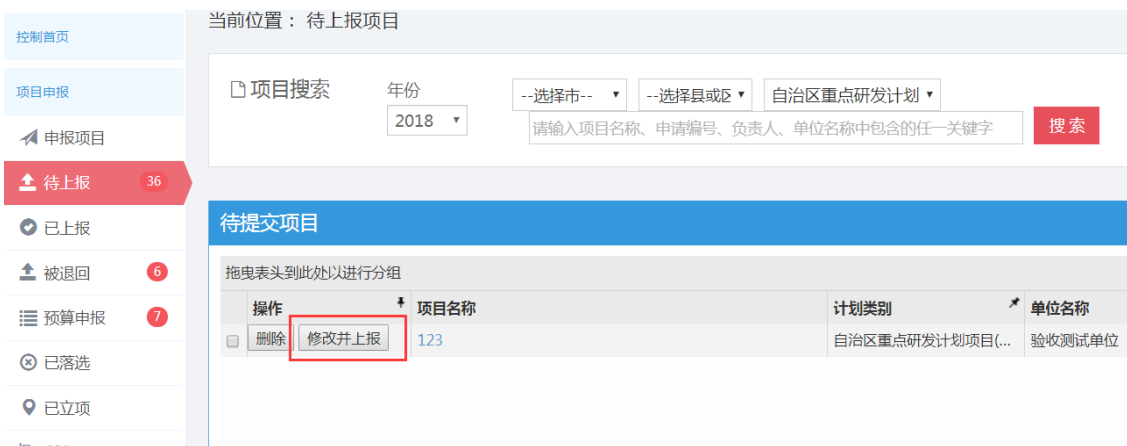 当前位置： 待上报项目
控制首页
项目申报
申报项目
待上报 36
已上报
被退回 6
预算申报 7
已落选
已立项
项目搜索
年份
2018
--选择市--
--选择县或区
自治区重点研发计划
请输入项目名称、申请编号、负责人、单位名称中包含的任一关键字
搜索
待提交项目
拖曳表头到此处以进行分组
操作 项目名称 计划类别 单位名称
删除 修改并上报 123 自治区重点研发计划项目(... 验收测试单位